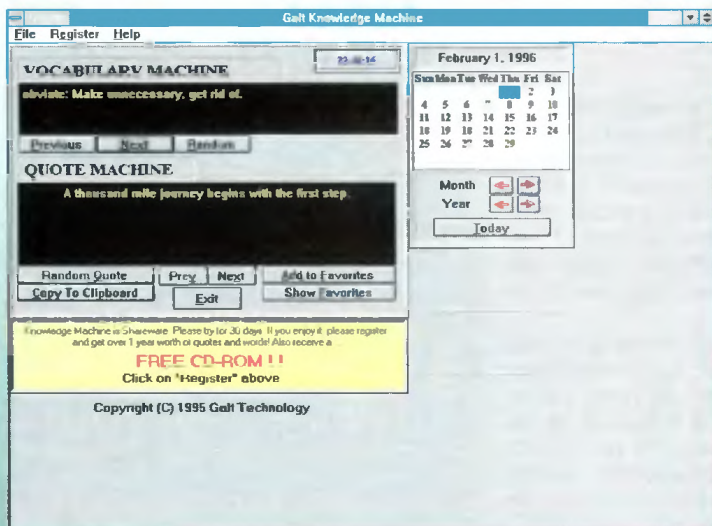 Galt Knowledge Machine
File Register Help
VOCABULARY MACHINE
obviate: Make unnecessary, get rid of.
Previous Next Random
QUOTE MACHINE
A thousand mile journey begins with the first step.
Random Quote Prev Next Add to Favorites
Copy To Clipboard Exit Show Favorites
Knowledge Machine is Shareware. Please try for 30 days. If you enjoy it, please register
and get over 1 year worth of quotes and words! Also receive a ...
FREE CD-ROM ! !
Click on "Register" above
Copyright (C) 1995 Galt Technology
February 1, 1996
Sun Mon Tue Wed Thu Fri Sat
2 3
4 5 6 8 9 10
11 12 13 14 15 16 17
18 19 21 22 23 24
25 26 27 28 29
Month
Year
Today